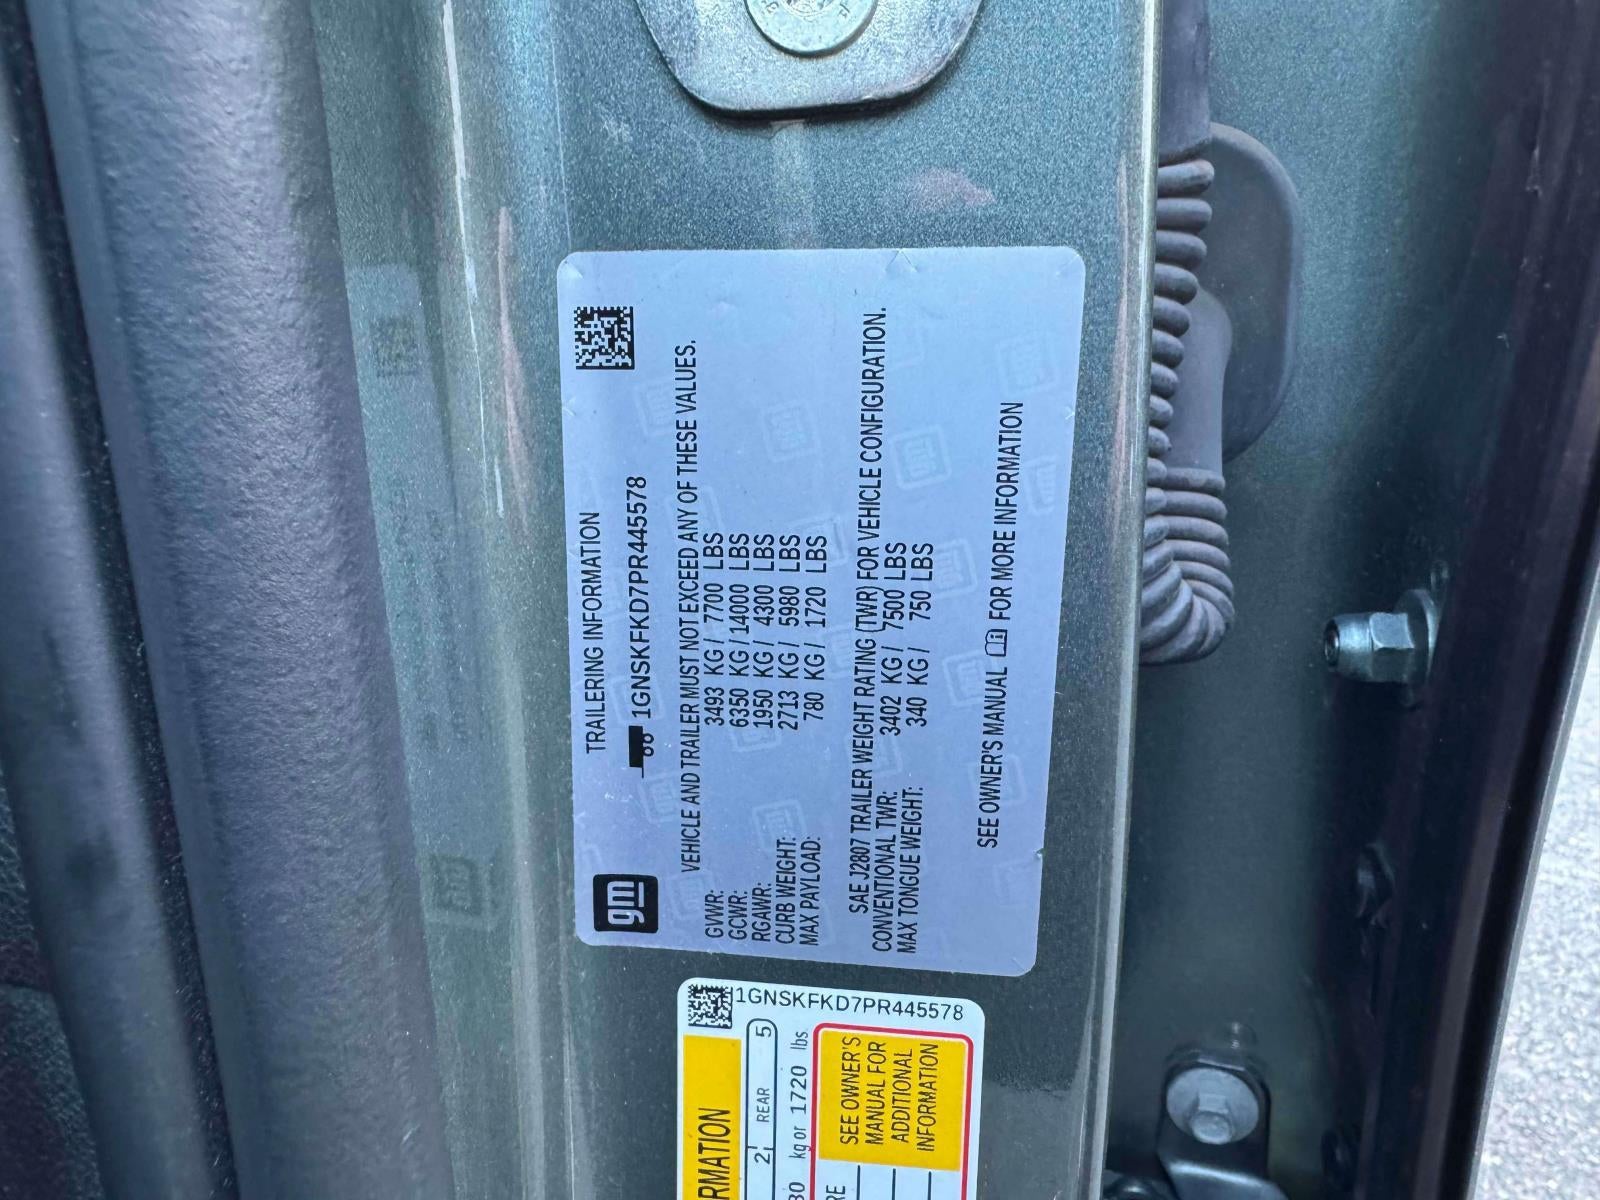 gm
TRAILERING INFORMATION
1GNSKFKD7PR445578
VEHICLE AND TRAILER MUST NOT EXCEED ANY OF THESE VALUES.
GVWR: 3493 KG / 7700 LBS
GCWR: 6350 KG / 14000 LBS
RGAWR: 1950 KG / 4300 LBS
CURB WEIGHT: 2713 KG / 5980 LBS
MAX PAYLOAD: 780 KG / 1720 LBS
SAE J2807 TRAILER WEIGHT RATING (TWR) FOR VEHICLE CONFIGURATION.
CONVENTIONAL TWR: 3402 KG / 7500 LBS
MAX TONGUE WEIGHT: 340 KG / 750 LBS
SEE OWNER'S MANUAL FOR MORE INFORMATION
1GNSKFKD7PR445578
RMATION
2 REAR 5
80 kg or 1720 lbs
RE
SEE OWNER'S
MANUAL FOR
ADDITIONAL
INFORMATION